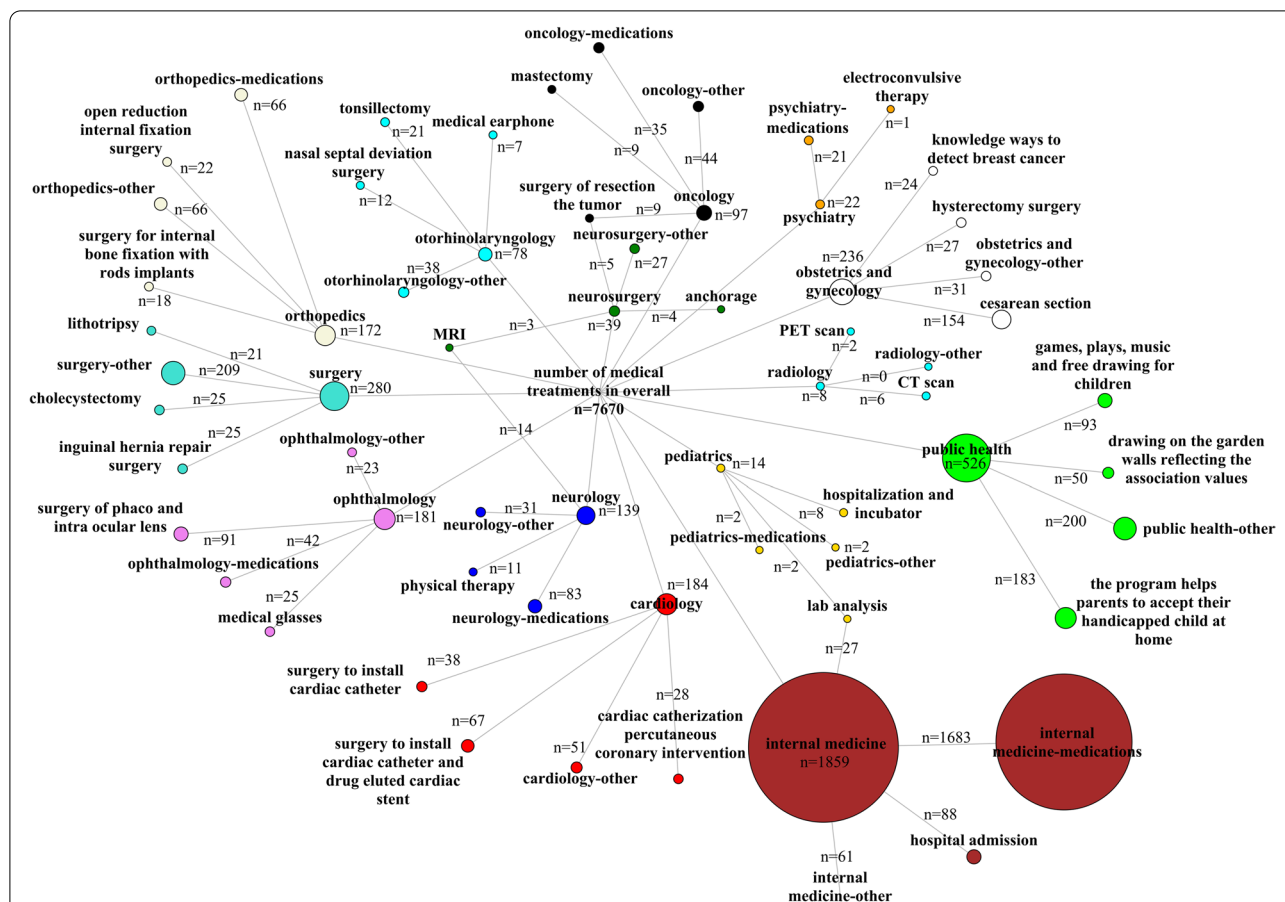 oncology-medications
mastectomy
oncology-other
n=35
n=9
n=44
oncology
n=97
surgery of resection
the tumor
n=9
orthopedics-medications
n=66
open reduction
internal fixation
surgery
n=22
orthopedics-other
n=66
surgery for internal
bone fixation with
rods implants
n=18
orthopedics
n=172
tonsillectomy
n=21
medical earphone
n=7
nasal septal deviation
surgery
n=12
otorhinolaryngology
n=78
n=38
otorhinolaryngology-other
electroconvulsive
therapy
n=1
psychiatry-
medications
n=21
n=22
psychiatry
knowledge ways to
detect breast cancer
n=24
hysterectomy surgery
n=27
n=236
obstetrics and
gynecology
obstetrics and
gynecology-other
n=31
cesarean section
n=154
neurosurgery-other
n=5
n=27
neurosurgery
n=39
anchorage
n=4
n=3
MRI
n=14
PET scan
n=2
radiology-other
radiology
n=0
CT scan
n=8
n=6
lithotripsy
n=21
surgery-other
n=209
surgery
n=280
cholecystectomy
n=25
n=25
inguinal hernia repair
surgery
number of medical
treatments in overall
n=7670
games, plays, music
and free drawing for
children
n=93
public health
n=526
drawing on the garden
walls reflecting the
association values
n=50
n=200
public health-other
n=183
the program helps
parents to accept their
handicapped child at
home
ophthalmology-other
n=23
ophthalmology
n=181
surgery of phaco and
intra ocular lens
n=91
n=42
ophthalmology-medications
n=25
medical glasses
neurology
n=139
n=31
neurology-other
n=11
physical therapy
n=83
neurology-medications
pediatrics
n=14
hospitalization and
incubator
n=8
n=2
pediatrics-medications
n=2
pediatrics-other
n=2
lab analysis
n=27
n=184
cardiology
n=38
surgery to install
cardiac catheter
n=67
surgery to install
cardiac catheter and
drug eluted cardiac
stent
n=51
cardiology-other
n=28
cardiac catherization
percutaneous
coronary intervention
internal medicine
n=1859
n=1683
internal
medicine-medications
n=88
hospital admission
n=61
internal
medicine-other